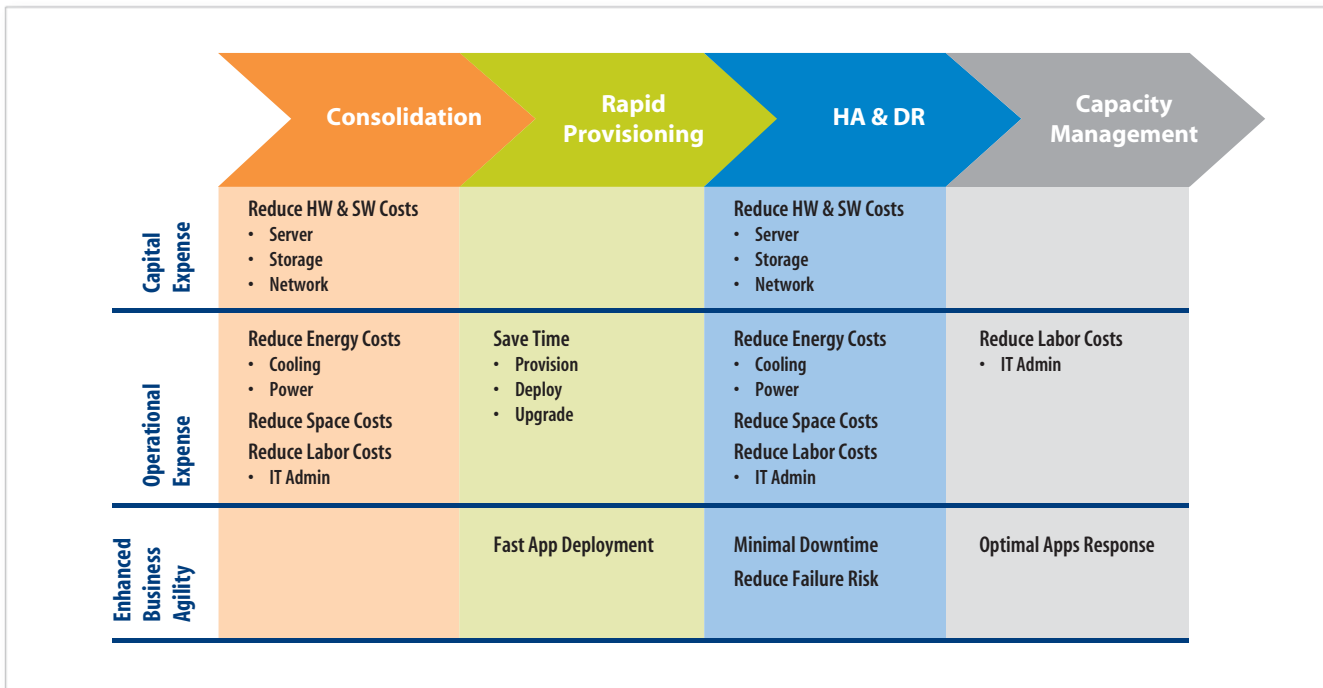 Consolidation
Rapid
Provisioning
HA & DR
Capacity
Management
Capital
Expense
Reduce HW & SW Costs
• Server
• Storage
• Network
Reduce HW & SW Costs
• Server
• Storage
• Network
Operational
Expense
Reduce Energy Costs
• Cooling
• Power
Reduce Space Costs
Reduce Labor Costs
• IT Admin
Save Time
• Provision
• Deploy
• Upgrade
Reduce Energy Costs
• Cooling
• Power
Reduce Space Costs
Reduce Labor Costs
• IT Admin
Reduce Labor Costs
• IT Admin
Enhanced
Business
Agility
Fast App Deployment
Minimal Downtime
Reduce Failure Risk
Optimal Apps Response